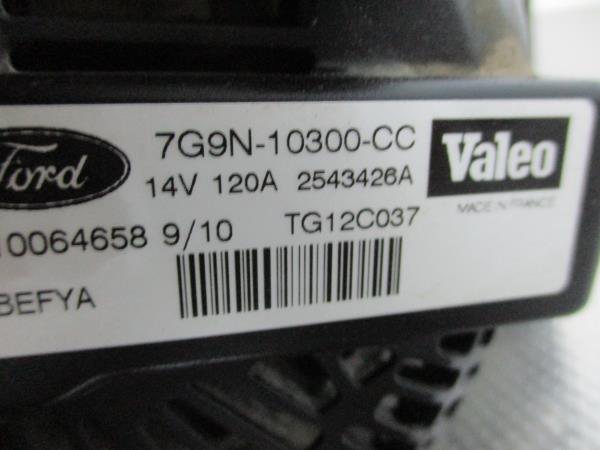 Ford
7G9N-10300-CC
Valeo
14V 120A 2543426A
MADE IN FRANCE
10064658 9/10 TG12C037
BEFYA